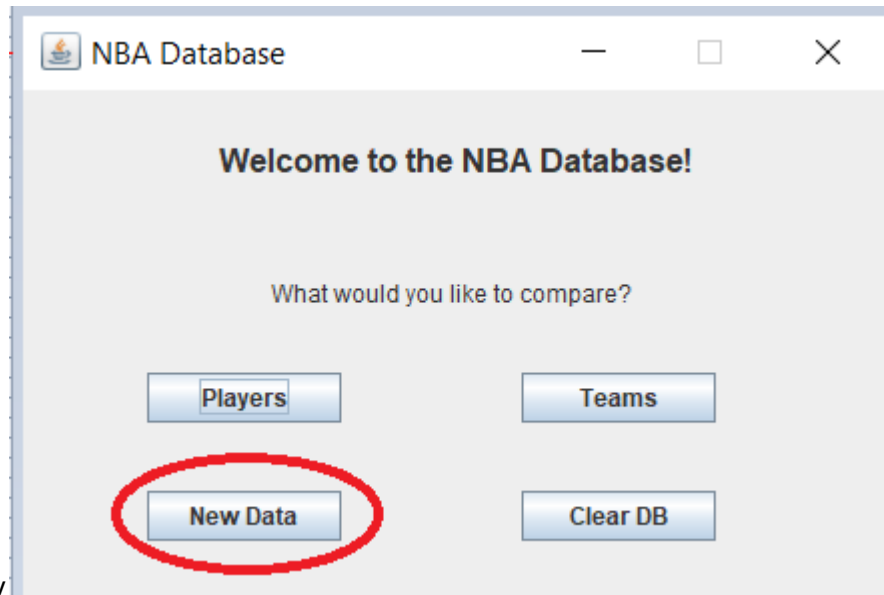 NBA Database
Welcome to the NBA Database!
What would you like to compare?
Players Teams
New Data Clear DB